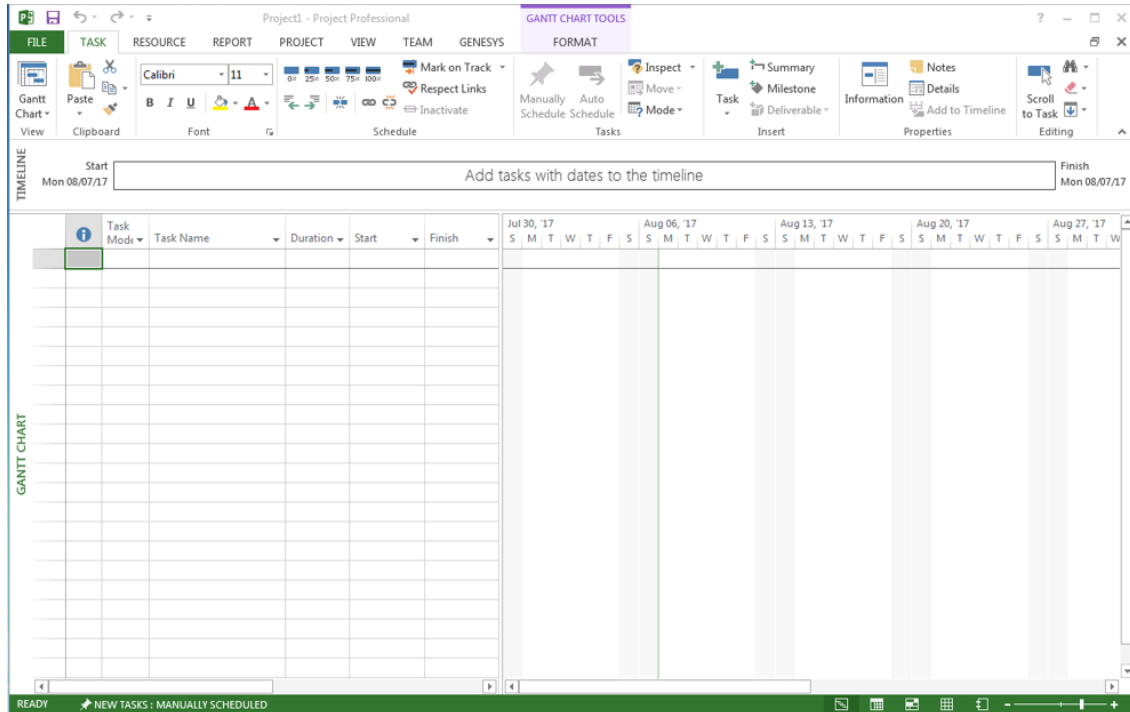 Project1 - Project Professional
GANTT CHART TOOLS
FILE TASK RESOURCE REPORT PROJECT VIEW TEAM GENESYS FORMAT
Gantt Chart
View
Paste
Clipboard
Calibri 11
B I U A
Font
0% 25% 50% 75% 100%
Mark on Track
Respect Links
Inactivate
Schedule
Manually Schedule
Auto Schedule
Inspect
Move
Mode
Tasks
Task
Summary
Milestone
Deliverable
Insert
Information
Notes
Details
Add to Timeline
Properties
Scroll to Task
Editing
TIMELINE
Start
Mon 08/07/17
Add tasks with dates to the timeline
Finish
Mon 08/07/17
Task Mode Task Name Duration Start Finish
Jul 30, '17 Aug 06, '17 Aug 13, '17 Aug 20, '17 Aug 27, '17
S M T W T F S S M T W T F S S M T W T F S S M T W T F S S M T W
GANTT CHART
READY NEW TASKS : MANUALLY SCHEDULED